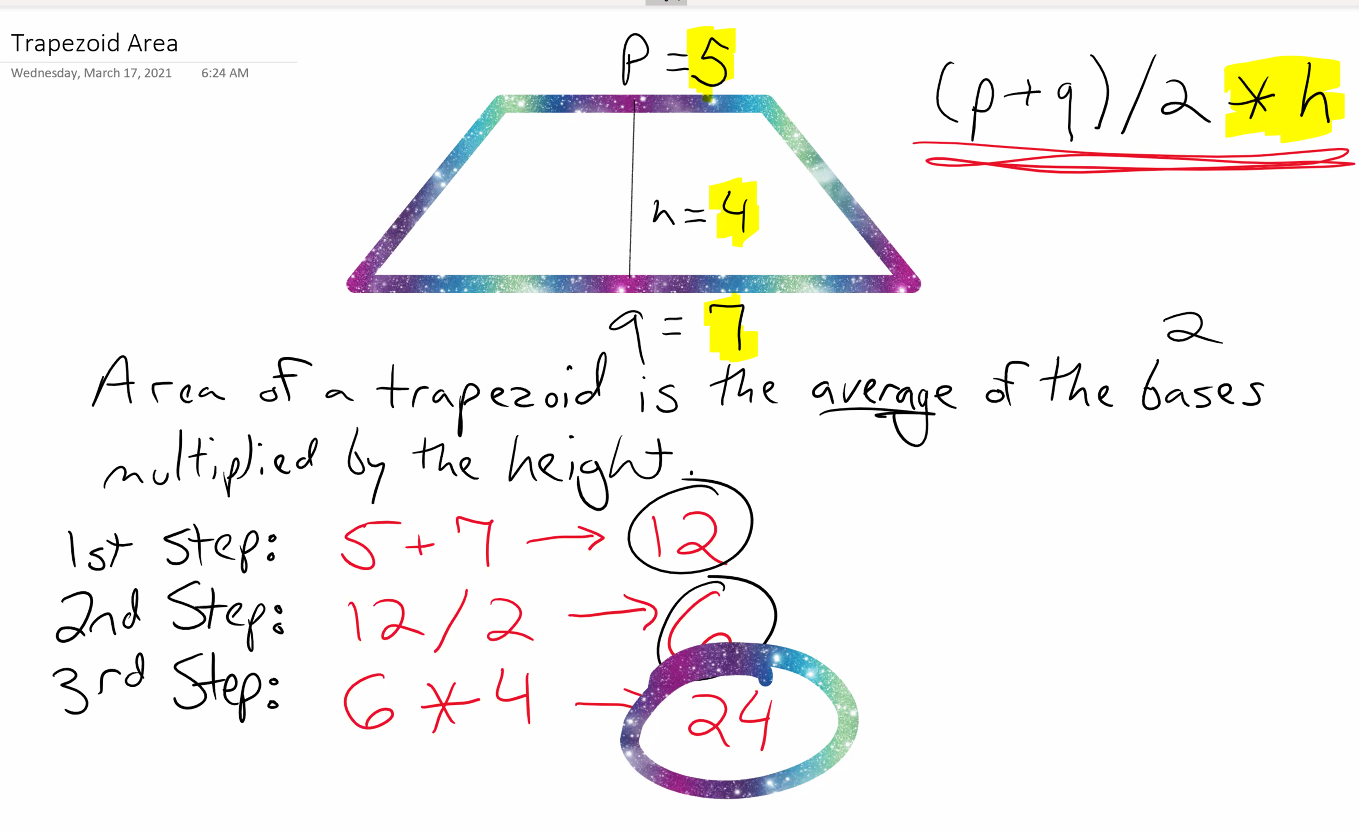 Trapezoid Area
Wednesday, March 17, 2021 6:24 AM
P = 5
(p+q)/2 * h
h = 4
q = 7
2
Area of a trapezoid is the average of the bases
multiplied by the height.
1st Step: 5+7 → 12
2nd Step: 12/2 → 6
3rd Step: 6 * 4 → 24